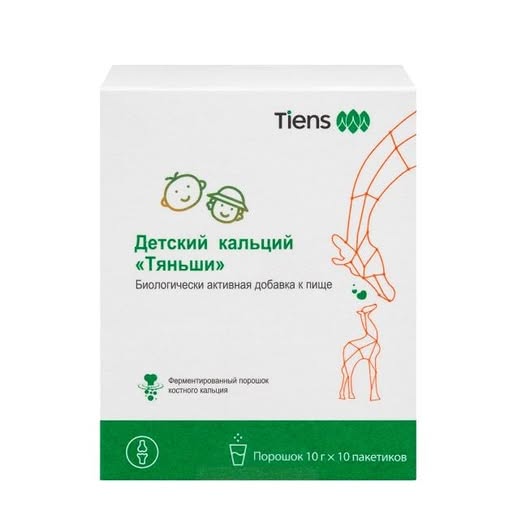 Tiens
Детский кальций
«Тяньши»
Биологически активная добавка к пище
Ферментированный порошок
костного кальция
Порошок 10 г × 10 пакетиков